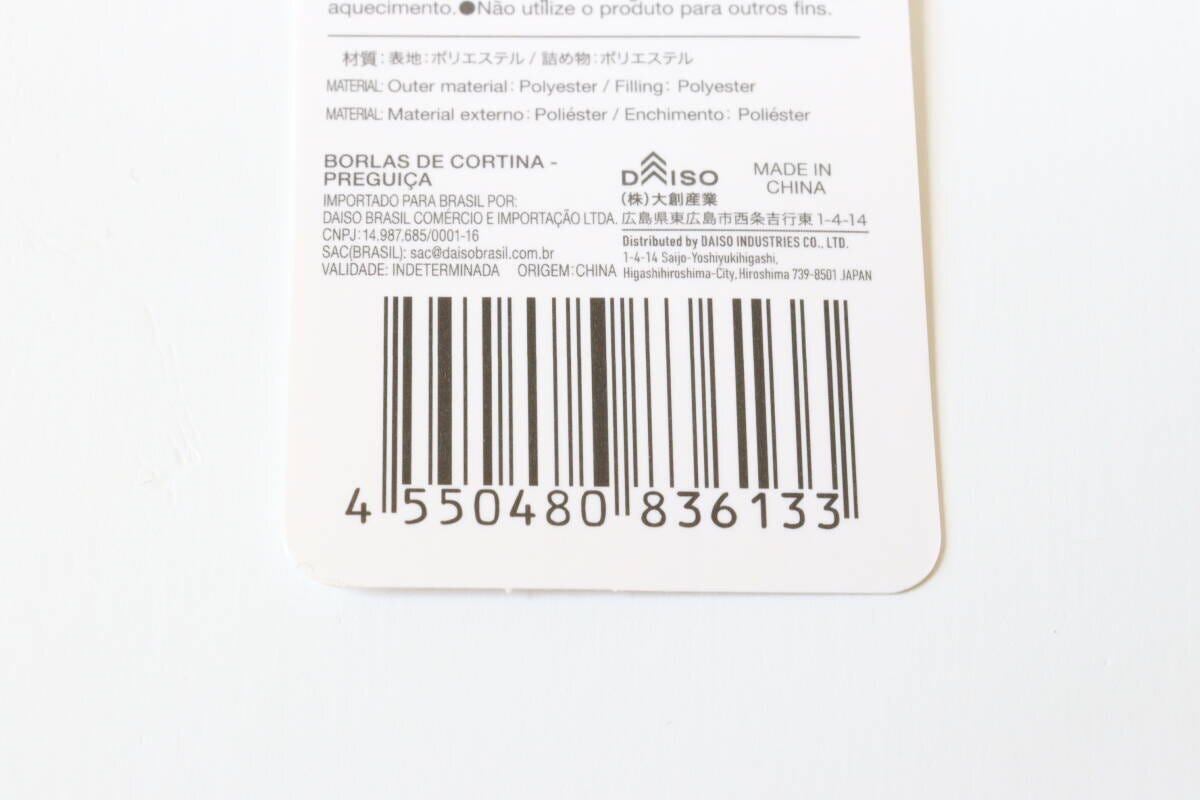 aquecimento.●Não utilize o produto para outros fins.
材質:表地:ポリエステル / 詰め物:ポリエステル
MATERIAL: Outer material: Polyester / Filling: Polyester
MATERIAL: Material externo: Poliéster / Enchimento: Poliéster
BORLAS DE CORTINA -
PREGUIÇA
IMPORTADO PARA BRASIL POR:
DAISO BRASIL COMÉRCIO E IMPORTAÇÃO LTDA.
CNPJ: 14.987.685/0001-16
SAC(BRASIL): sac@daisobrasil.com.br
VALIDADE: INDETERMINADA ORIGEM: CHINA
DAISO
MADE IN
CHINA
(株)大創産業
広島県東広島市西条吉行東1-4-14
Distributed by DAISO INDUSTRIES CO., LTD.
1-4-14 Saijo-Yoshiyukihigashi,
Higashihiroshima-City, Hiroshima 739-8501 JAPAN
4 550480 836133